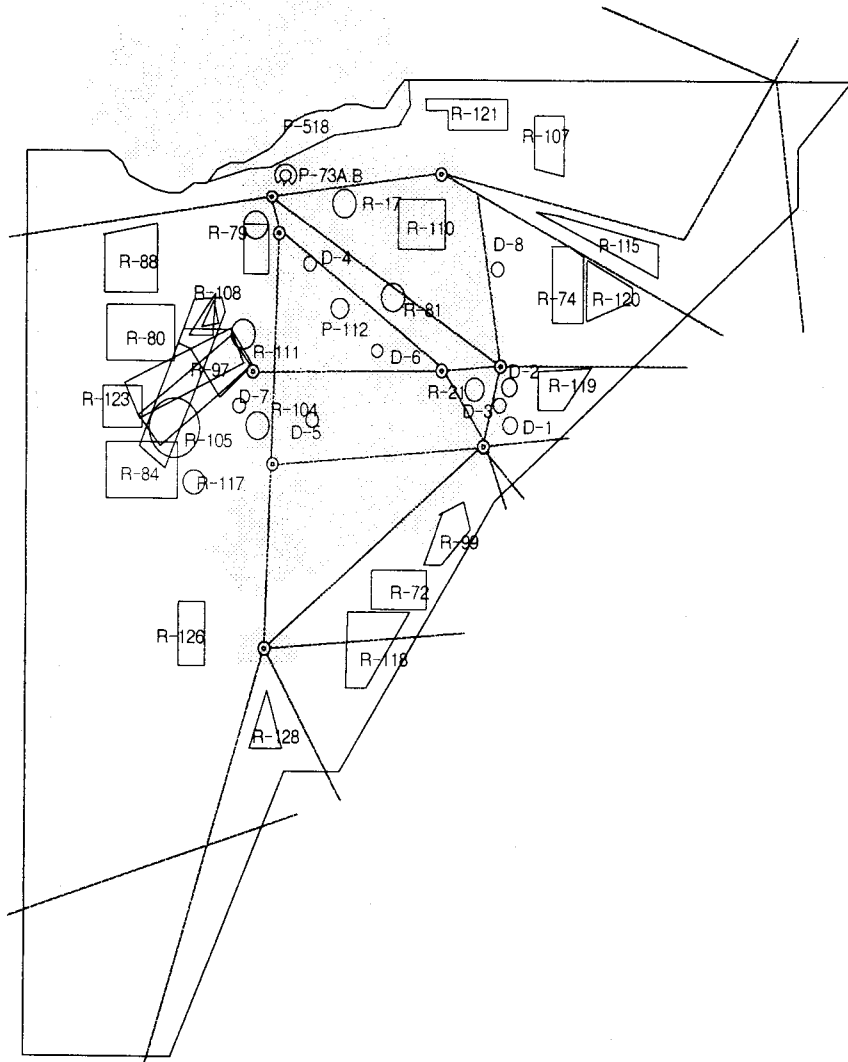 R-121
P-518
R-107
P-73A.B
R-17
R-79
R-110
R-115
D-8
R-88
D-4
R-108
R-74
R-120
R-81
P-112
R-80
R-111
D-6
R-97
D-2
R-119
R-21
R-123
D-7
D-3
R-104
D-5
D-1
R-105
R-84
R-117
R-99
R-72
R-126
R-118
R-128